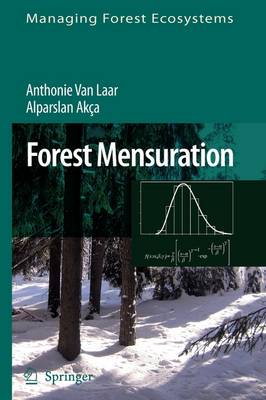 Managing Forest Ecosystems
Anthonie Van Laar
Alparslan Akça
Forest Mensuration
Springer